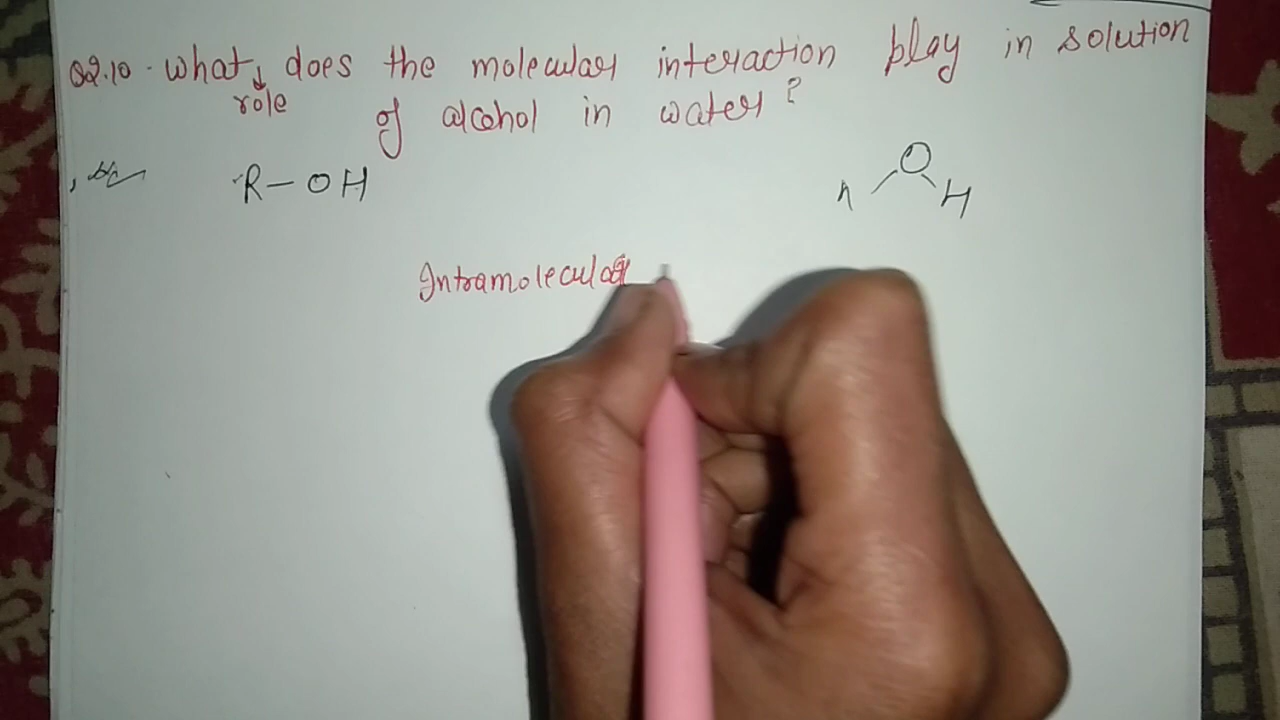 Q2.10. What does the molecular interaction play in solution
role
of alcohol in water?
R-OH
O
H H
Intramolecular